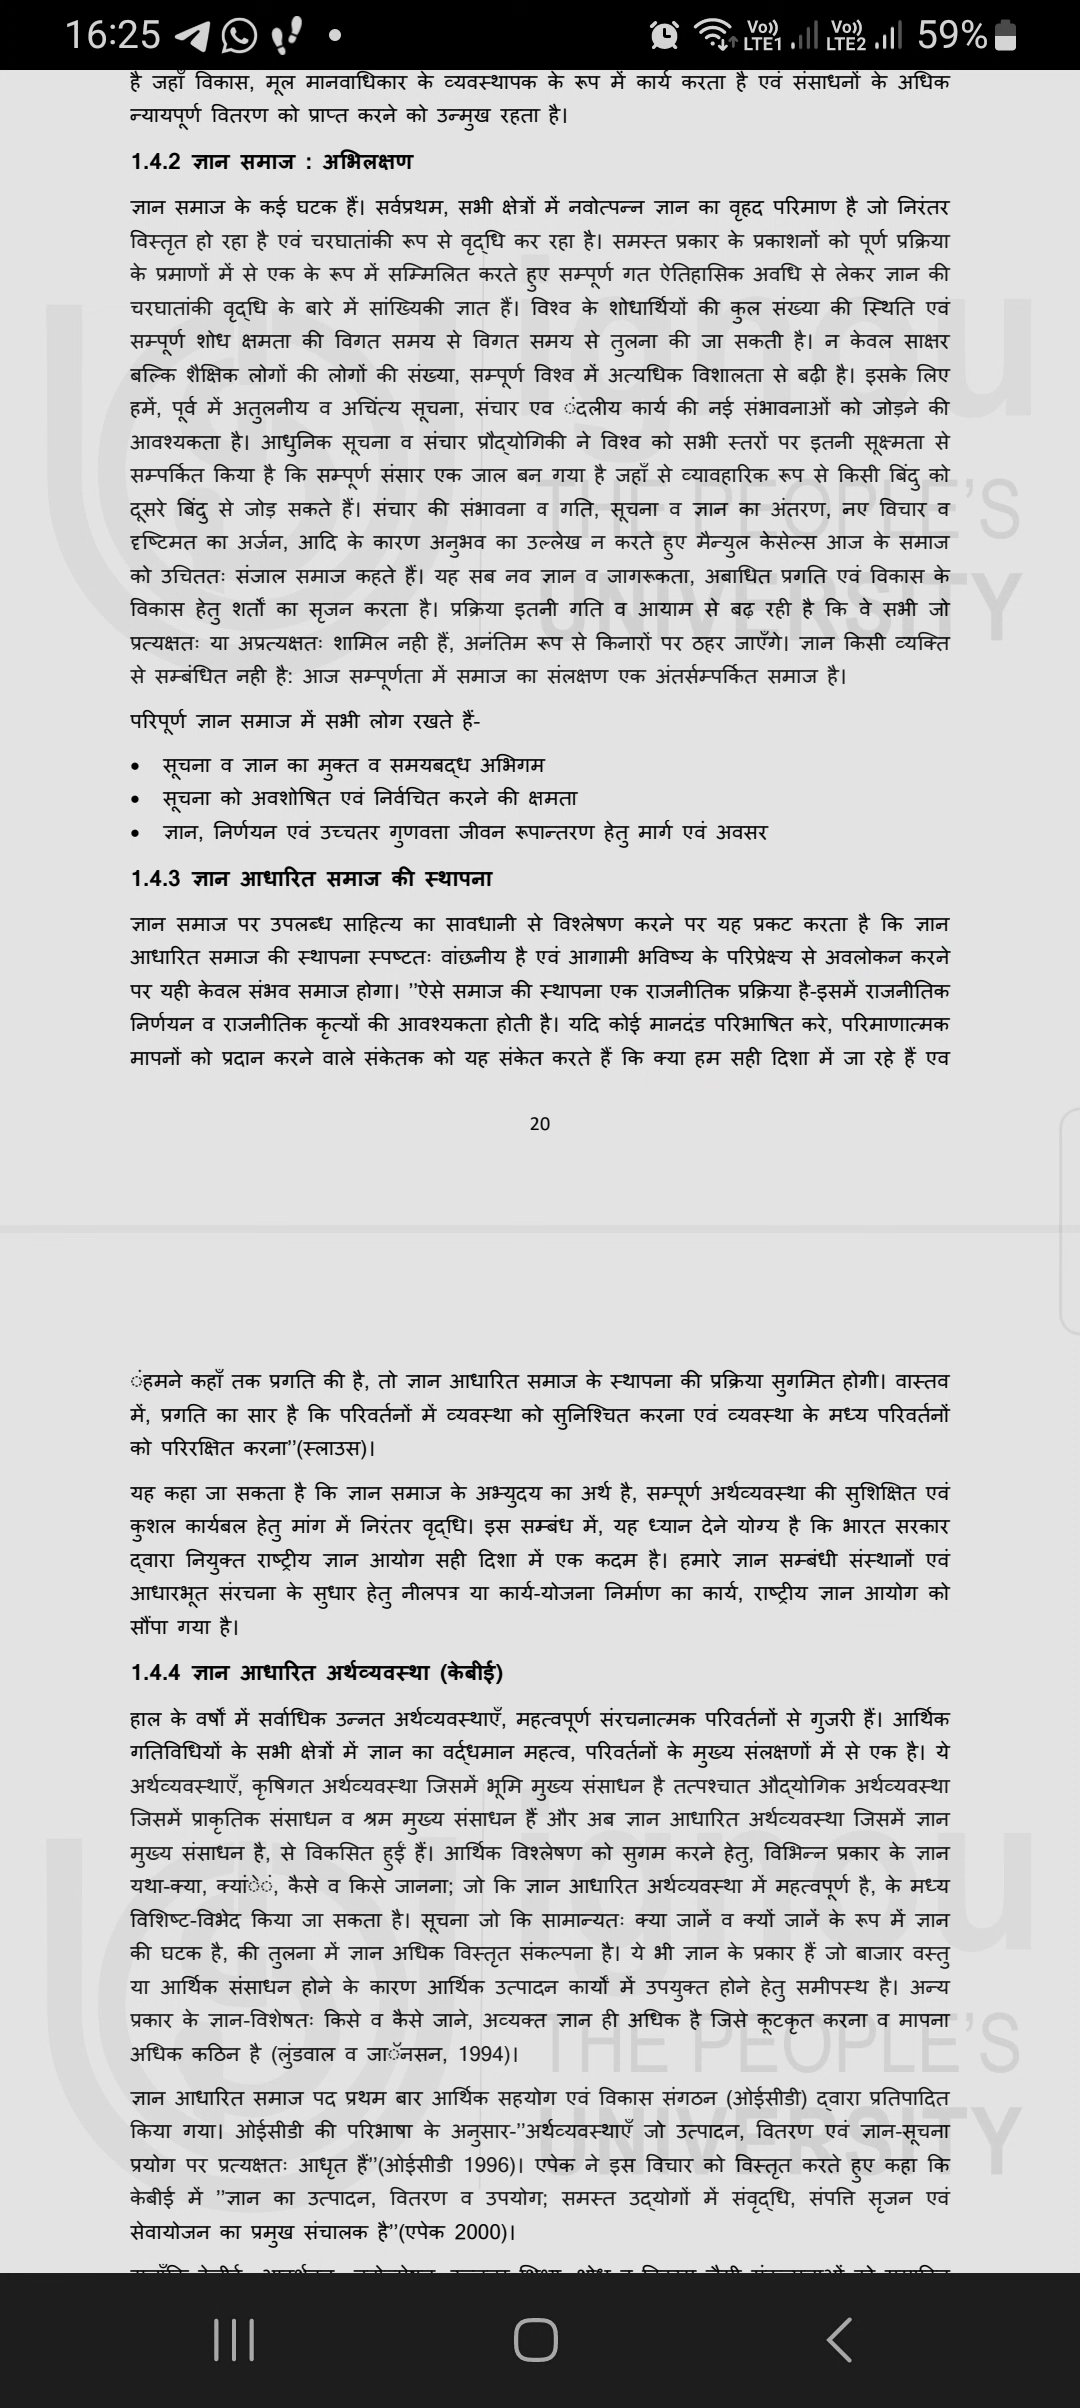 16:25
Vo)) LTE1 Vo)) LTE2 59%
है जहाँ विकास, मूल मानवाधिकार के व्यवस्थापक के रूप में कार्य करता है एवं संसाधनों के अधिक
न्यायपूर्ण वितरण को प्राप्त करने को उन्मुख रहता है।
1.4.2 ज्ञान समाज : अभिलक्षण
ज्ञान समाज के कई घटक हैं। सर्वप्रथम, सभी क्षेत्रों में नवोत्पन्न ज्ञान का वृहद परिमाण है जो निरंतर
विस्तृत हो रहा है एवं चरघातांकी रूप से वृद्धि कर रहा है। समस्त प्रकार के प्रकाशनों को पूर्ण प्रक्रिया
के प्रमाणों में से एक के रूप में सम्मिलित करते हुए सम्पूर्ण गत ऐतिहासिक अवधि से लेकर ज्ञान की
चरघातांकी वृद्धि के बारे में सांख्यिकी ज्ञात हैं। विश्व के शोधार्थियों की कुल संख्या की स्थिति एवं
सम्पूर्ण शोध क्षमता की विगत समय से विगत समय से तुलना की जा सकती है। न केवल साक्षर
बल्कि शैक्षिक लोगों की लोगों की संख्या, सम्पूर्ण विश्व में अत्यधिक विशालता से बढ़ी है। इसके लिए
हमें, पूर्व में अतुलनीय व अचिंत्य सूचना, संचार एव ंदलीय कार्य की नई संभावनाओं को जोड़ने की
आवश्यकता है। आधुनिक सूचना व संचार प्रौद्योगिकी ने विश्व को सभी स्तरों पर इतनी सूक्ष्मता से
सम्पर्कित किया है कि सम्पूर्ण संसार एक जाल बन गया है जहाँ से व्यावहारिक रूप से किसी बिंदु को
दूसरे बिंदु से जोड़ सकते हैं। संचार की संभावना व गति, सूचना व ज्ञान का अंतरण, नए विचार व
दृष्टिमत का अर्जन, आदि के कारण अनुभव का उल्लेख न करते हुए मैन्युल केसेल्स आज के समाज
को उचिततः संजाल समाज कहते हैं। यह सब नव ज्ञान व जागरूकता, अबाधित प्रगति एवं विकास के
विकास हेतु शर्तों का सृजन करता है। प्रक्रिया इतनी गति व आयाम से बढ़ रही है कि वे सभी जो
प्रत्यक्षतः या अप्रत्यक्षतः शामिल नही हैं, अनंतिम रूप से किनारों पर ठहर जाएँगे। ज्ञान किसी व्यक्ति
से सम्बंधित नही है: आज सम्पूर्णता में समाज का संलक्षण एक अंतर्सम्पर्कित समाज है।
परिपूर्ण ज्ञान समाज में सभी लोग रखते हैं-
• सूचना व ज्ञान का मुक्त व समयबद्ध अभिगम
• सूचना को अवशोषित एवं निर्वचित करने की क्षमता
• ज्ञान, निर्णयन एवं उच्चतर गुणवत्ता जीवन रूपान्तरण हेतु मार्ग एवं अवसर
1.4.3 ज्ञान आधारित समाज की स्थापना
ज्ञान समाज पर उपलब्ध साहित्य का सावधानी से विश्लेषण करने पर यह प्रकट करता है कि ज्ञान
आधारित समाज की स्थापना स्पष्टतः वांछनीय है एवं आगामी भविष्य के परिप्रेक्ष्य से अवलोकन करने
पर यही केवल संभव समाज होगा। ''ऐसे समाज की स्थापना एक राजनीतिक प्रक्रिया है-इसमें राजनीतिक
निर्णयन व राजनीतिक कृत्यों की आवश्यकता होती है। यदि कोई मानदंड परिभाषित करे, परिमाणात्मक
मापनों को प्रदान करने वाले संकेतक को यह संकेत करते हैं कि क्या हम सही दिशा में जा रहे हैं एव
20
ंहमने कहाँ तक प्रगति की है, तो ज्ञान आधारित समाज के स्थापना की प्रक्रिया सुगमित होगी। वास्तव
में, प्रगति का सार है कि परिवर्तनों में व्यवस्था को सुनिश्चित करना एवं व्यवस्था के मध्य परिवर्तनों
को परिरक्षित करना''(स्लाउस)।
यह कहा जा सकता है कि ज्ञान समाज के अभ्युदय का अर्थ है, सम्पूर्ण अर्थव्यवस्था की सुशिक्षित एवं
कुशल कार्यबल हेतु मांग में निरंतर वृद्धि। इस सम्बंध में, यह ध्यान देने योग्य है कि भारत सरकार
द्वारा नियुक्त राष्ट्रीय ज्ञान आयोग सही दिशा में एक कदम है। हमारे ज्ञान सम्बंधी संस्थानों एवं
आधारभूत संरचना के सुधार हेतु नीलपत्र या कार्य-योजना निर्माण का कार्य, राष्ट्रीय ज्ञान आयोग को
सौंपा गया है।
1.4.4 ज्ञान आधारित अर्थव्यवस्था (केबीई)
हाल के वर्षों में सर्वाधिक उन्नत अर्थव्यवस्थाएँ, महत्वपूर्ण संरचनात्मक परिवर्तनों से गुजरी हैं। आर्थिक
गतिविधियों के सभी क्षेत्रों में ज्ञान का वर्द्धमान महत्व, परिवर्तनों के मुख्य संलक्षणों में से एक है। ये
अर्थव्यवस्थाएँ, कृषिगत अर्थव्यवस्था जिसमें भूमि मुख्य संसाधन है तत्पश्चात औद्योगिक अर्थव्यवस्था
जिसमें प्राकृतिक संसाधन व श्रम मुख्य संसाधन हैं और अब ज्ञान आधारित अर्थव्यवस्था जिसमें ज्ञान
मुख्य संसाधन है, से विकसित हुईं हैं। आर्थिक विश्लेषण को सुगम करने हेतु, विभिन्न प्रकार के ज्ञान
यथा-क्या, क्यांेें, कैसे व किसे जानना; जो कि ज्ञान आधारित अर्थव्यवस्था में महत्वपूर्ण है, के मध्य
विशिष्ट-विभेद किया जा सकता है। सूचना जो कि सामान्यतः क्या जानें व क्यों जानें के रूप में ज्ञान
की घटक है, की तुलना में ज्ञान अधिक विस्तृत संकल्पना है। ये भी ज्ञान के प्रकार हैं जो बाजार वस्तु
या आर्थिक संसाधन होने के कारण आर्थिक उत्पादन कार्यों में उपयुक्त होने हेतु समीपस्थ है। अन्य
प्रकार के ज्ञान-विशेषतः किसे व कैसे जाने, अव्यक्त ज्ञान ही अधिक है जिसे कूटकृत करना व मापना
अधिक कठिन है (लुंडवाल व जाॅनसन, 1994)।
ज्ञान आधारित समाज पद प्रथम बार आर्थिक सहयोग एवं विकास संगठन (ओईसीडी) द्वारा प्रतिपादित
किया गया। ओईसीडी की परिभाषा के अनुसार-''अर्थव्यवस्थाएँ जो उत्पादन, वितरण एवं ज्ञान-सूचना
प्रयोग पर प्रत्यक्षतः आधृत हैं''(ओईसीडी 1996)। एपेक ने इस विचार को विस्तृत करते हुए कहा कि
केबीई में ''ज्ञान का उत्पादन, वितरण व उपयोग; समस्त उद्योगों में संवृद्धि, संपत्ति सृजन एवं
सेवायोजन का प्रमुख संचालक है''(एपेक 2000)।
ignou
THE PEOPLE'S
UNIVERSITY
ignou
THE PEOPLE'S
UNIVERSITY